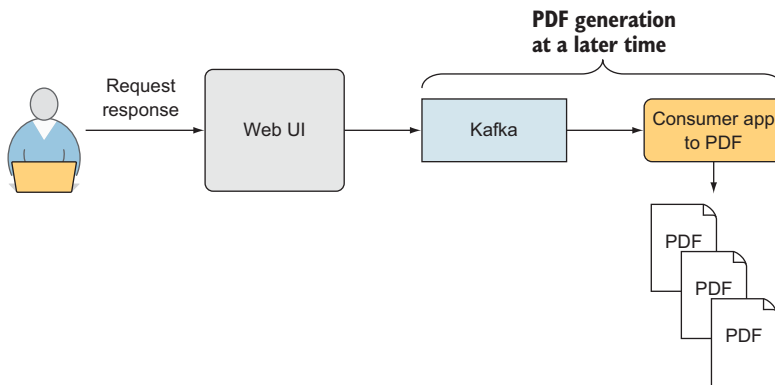 PDF generation
at a later time
Request
response
Web UI
Kafka
Consumer app
to PDF
PDF
PDF
PDF